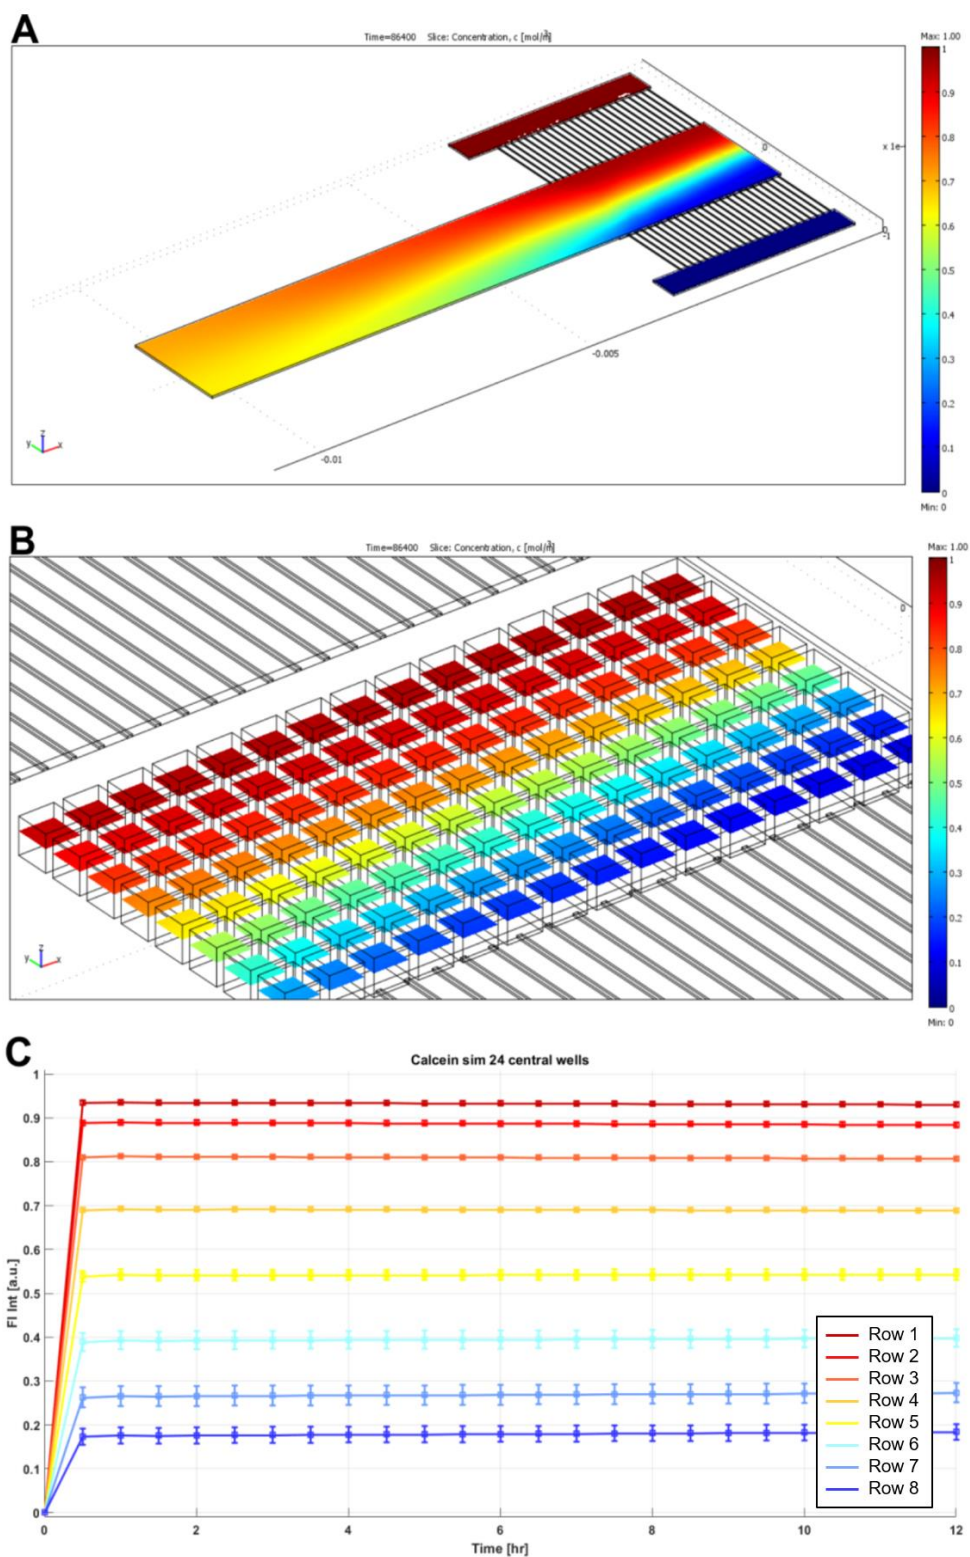 A
Time=86400 Slice: Concentration, c [mol/m³]
Max: 1.00
1
0.9
0.8
0.7
0.6
0.5
0.4
0.3
0.2
0.1
0
Min: 0
0
x 1e-
0
-1
-0.005
-0.01
z
y
x
B
Time=86400 Slice: Concentration, c [mol/m³]
Max: 1.00
1
0.9
0.8
0.7
0.6
0.5
0.4
0.3
0.2
0.1
0
Min: 0
0
z
y
x
C
Calcein sim 24 central wells
1
0.9
0.8
0.7
0.6
0.5
0.4
0.3
0.2
0.1
0
Fl Int [a.u.]
Row 1
Row 2
Row 3
Row 4
Row 5
Row 6
Row 7
Row 8
0 2 4 6 8 10 12
Time [hr]